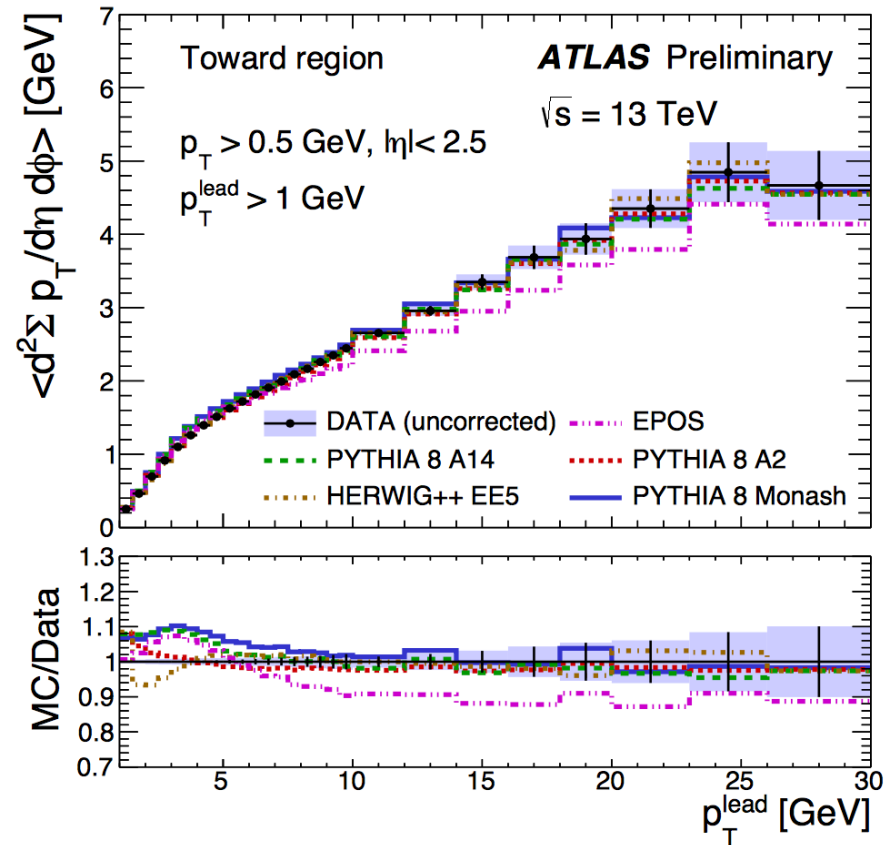 Toward region
ATLAS Preliminary
√s = 13 TeV
p_T > 0.5 GeV, |η| < 2.5
p_T^lead > 1 GeV
<d²Σ p_T/dη dϕ> [GeV]
7
6
5
4
3
2
1
0
DATA (uncorrected)
EPOS
PYTHIA 8 A14
PYTHIA 8 A2
HERWIG++ EE5
PYTHIA 8 Monash
MC/Data
1.3
1.2
1.1
1
0.9
0.8
0.7
5 10 15 20 25 30
p_T^lead [GeV]